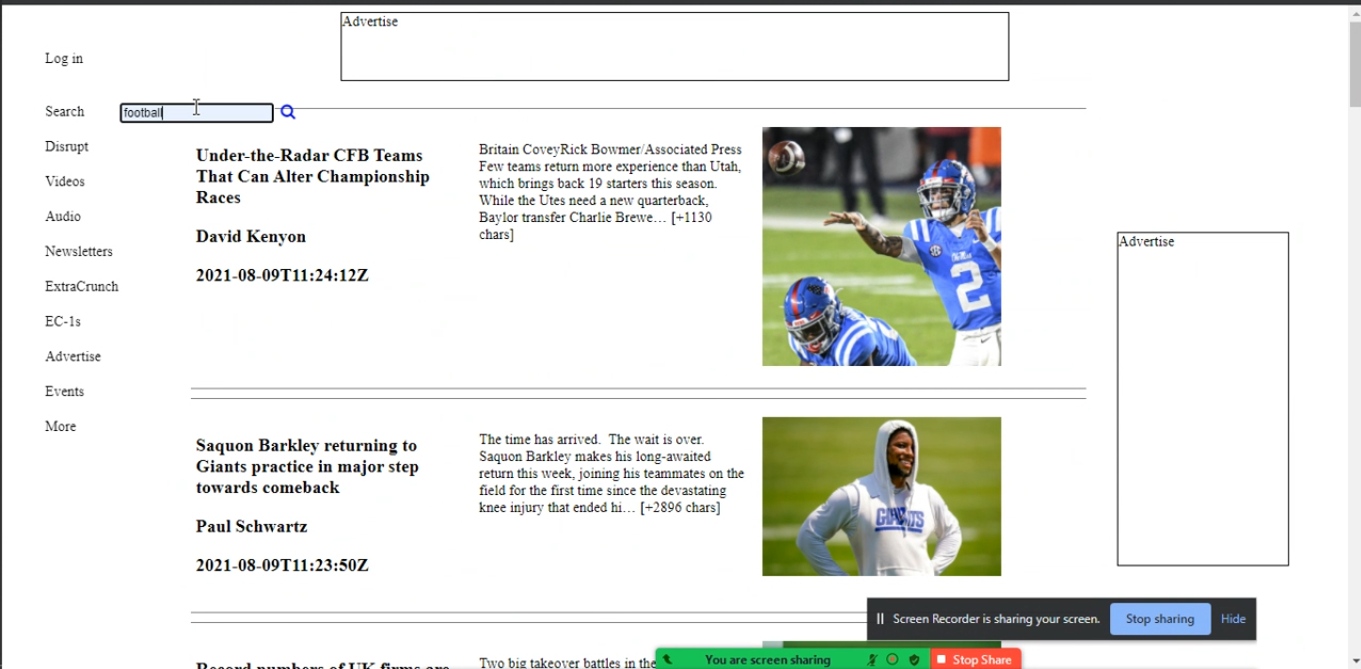 Advertise
Log in
Search
football
Disrupt
Videos
Audio
Newsletters
ExtraCrunch
EC-1s
Advertise
Events
More
Under-the-Radar CFB Teams
That Can Alter Championship
Races
David Kenyon
2021-08-09T11:24:12Z
Britain CoveyRick Bowmer/Associated Press
Few teams return more experience than Utah,
which brings back 19 starters this season.
While the Utes need a new quarterback,
Baylor transfer Charlie Brewe… [+1130
chars]
2
Advertise
Saquon Barkley returning to
Giants practice in major step
towards comeback
Paul Schwartz
2021-08-09T11:23:50Z
The time has arrived. The wait is over.
Saquon Barkley makes his long-awaited
return this week, joining his teammates on the
field for the first time since the devastating
knee injury that ended hi… [+2896 chars]
GIANTS
Record numbers of UK firms are
Two big takeover battles in the
Screen Recorder is sharing your screen.
Stop sharing
Hide
You are screen sharing
Stop Share